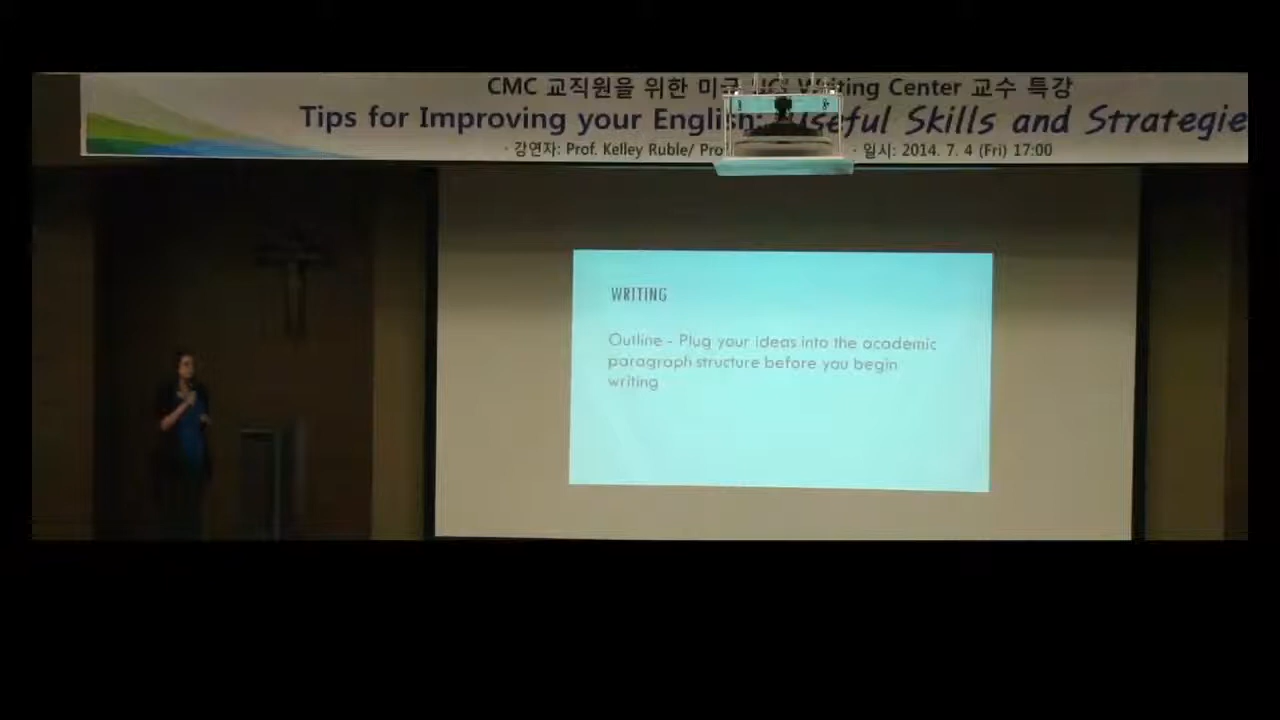 CMC 교직원을 위한 미국 UCI Writing Center 교수 특강
Tips for Improving your English: Useful Skills and Strategie
· 강연자: Prof. Kelley Ruble/ · 일시: 2014. 7. 4 (Fri) 17:00
WRITING
Outline - Plug your ideas into the academic
paragraph structure before you begin
writing